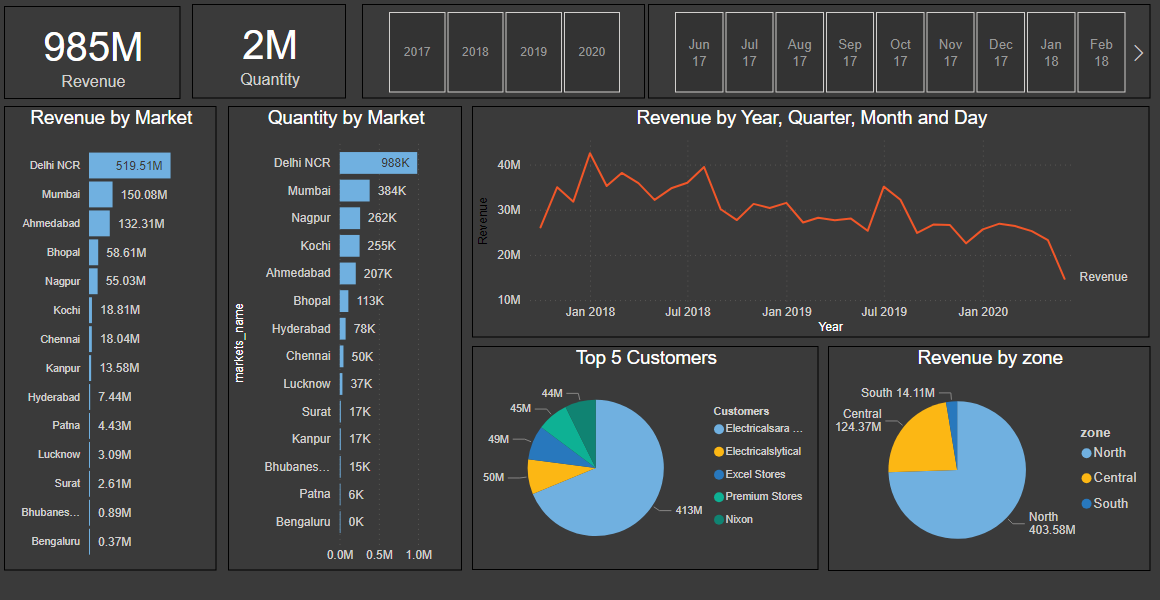 985M
Revenue
2M
Quantity
2017
2018
2019
2020
Jun
17
Jul
17
Aug
17
Sep
17
Oct
17
Nov
17
Dec
17
Jan
18
Feb
18
Revenue by Market
Delhi NCR 519.51M
Mumbai 150.08M
Ahmedabad 132.31M
Bhopal 58.61M
Nagpur 55.03M
Kochi 18.81M
Chennai 18.04M
Kanpur 13.58M
Hyderabad 7.44M
Patna 4.43M
Lucknow 3.09M
Surat 2.61M
Bhubanes... 0.89M
Bengaluru 0.37M
Quantity by Market
markets_name
Delhi NCR 988K
Mumbai 384K
Nagpur 262K
Kochi 255K
Ahmedabad 207K
Bhopal 113K
Hyderabad 78K
Chennai 50K
Lucknow 37K
Surat 17K
Kanpur 17K
Bhubanes... 15K
Patna 6K
Bengaluru 0K
0.0M 0.5M 1.0M
Revenue by Year, Quarter, Month and Day
Revenue
40M
30M
20M
10M
Revenue
Jan 2018 Jul 2018 Jan 2019 Jul 2019 Jan 2020
Year
Top 5 Customers
44M
45M
49M
50M
413M
Customers
Electricalsara ...
Electricalslytical
Excel Stores
Premium Stores
Nixon
Revenue by zone
South 14.11M
Central
124.37M
North
403.58M
zone
North
Central
South